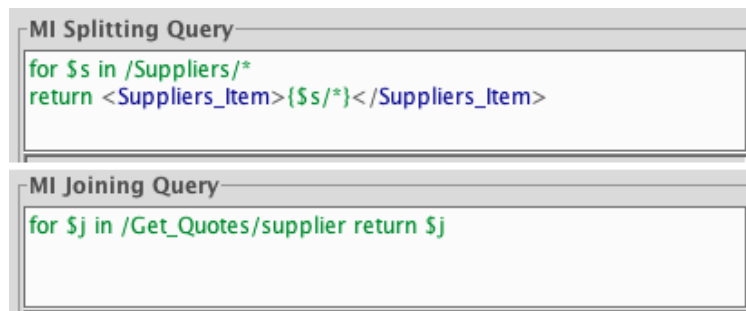 MI Splitting Query
for $s in /Suppliers/*
return <Suppliers_Item>{$s/*}</Suppliers_Item>
MI Joining Query
for $j in /Get_Quotes/supplier return $j